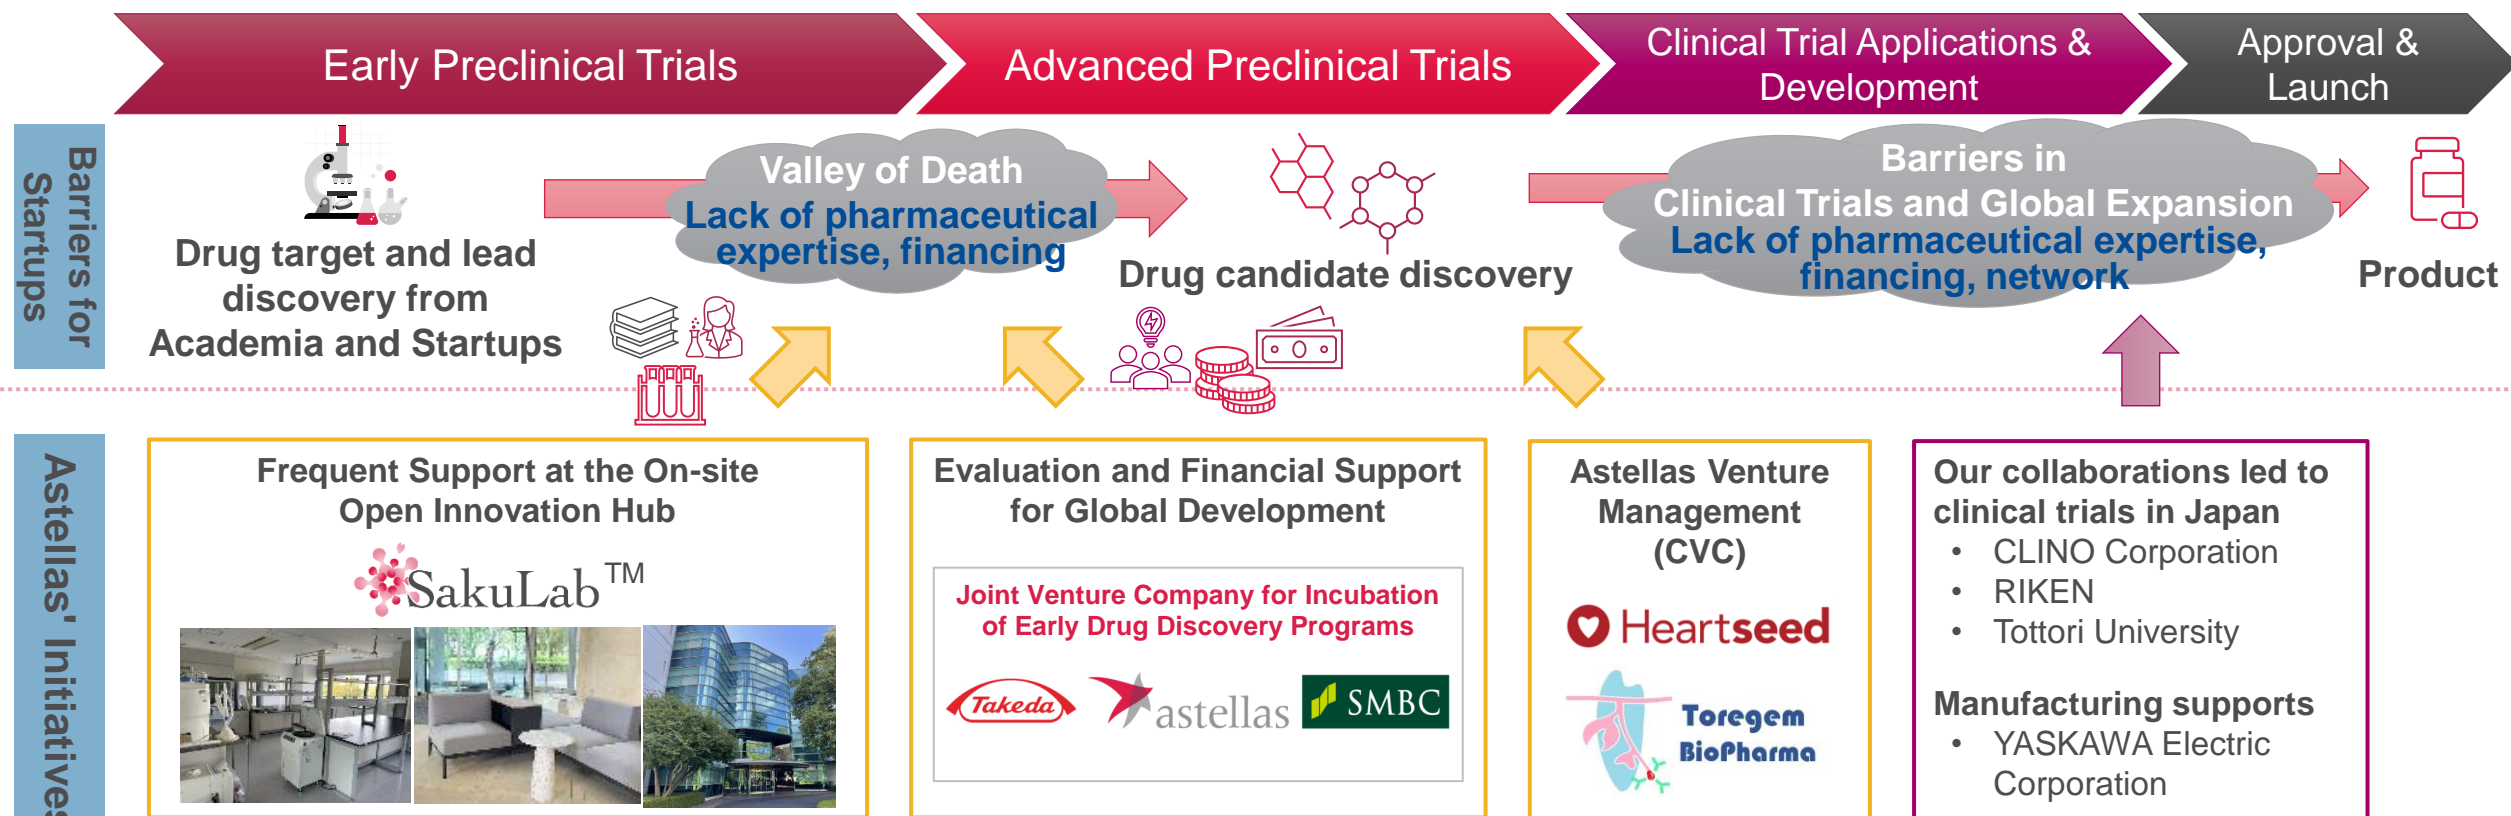 Early Preclinical Trials
Advanced Preclinical Trials
Clinical Trial Applications &
Development
Approval &
Launch
Barriers for
Startups
Drug target and lead
discovery from
Academia and Startups
Valley of Death
Lack of pharmaceutical
expertise, financing
Drug candidate discovery
Barriers in
Clinical Trials and Global Expansion
Lack of pharmaceutical expertise,
financing, network
Product
Astellas' Initiatives
Frequent Support at the On-site
Open Innovation Hub
SakuLab™
Evaluation and Financial Support
for Global Development
Joint Venture Company for Incubation
of Early Drug Discovery Programs
Takeda
astellas
SMBC
Astellas Venture
Management
(CVC)
Heartseed
Toregem
BioPharma
Our collaborations led to
clinical trials in Japan
• CLINO Corporation
• RIKEN
• Tottori University
Manufacturing supports
• YASKAWA Electric
Corporation